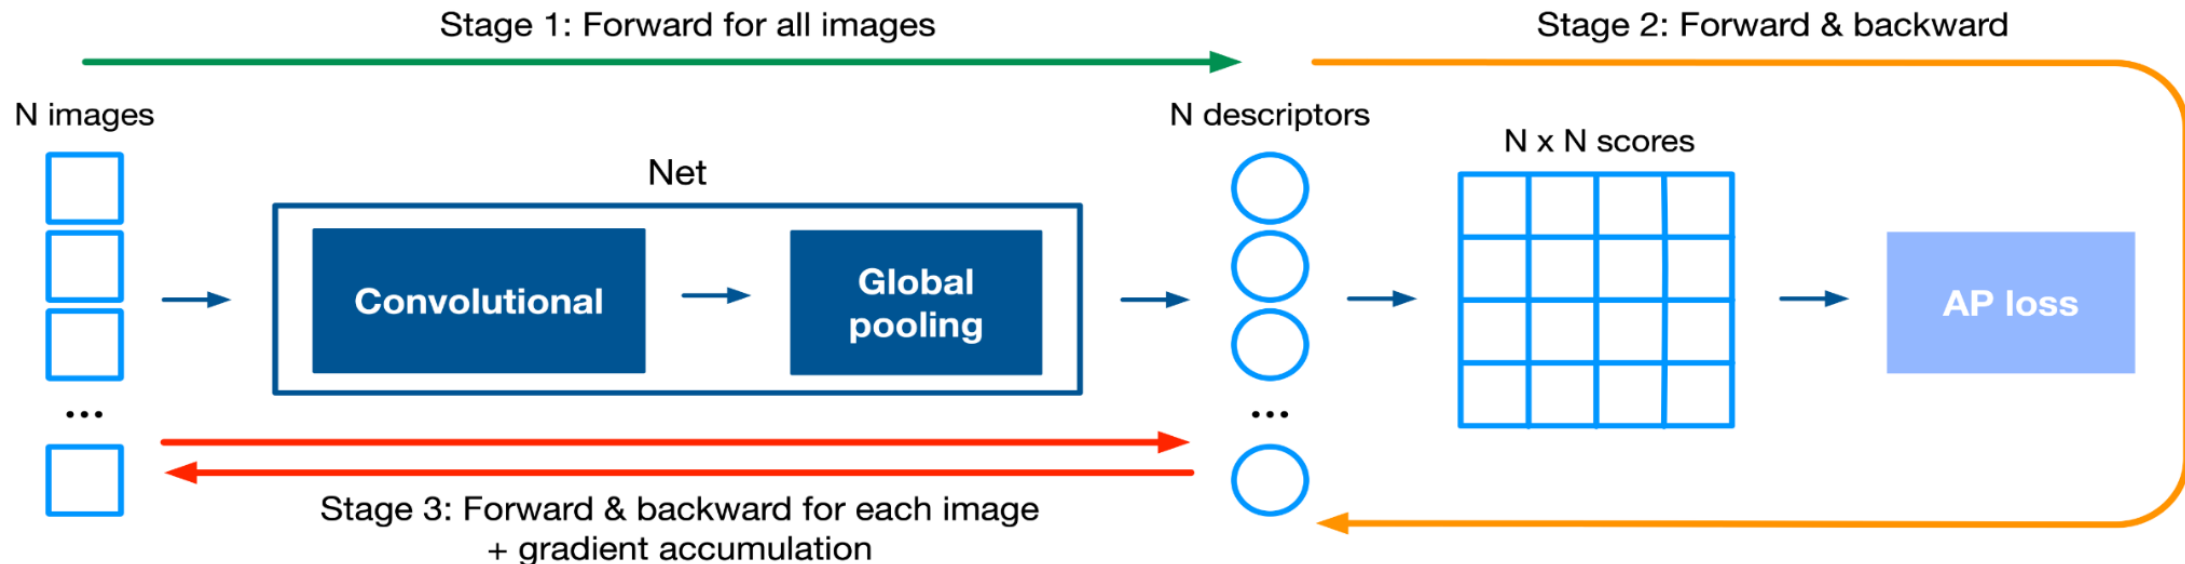 Stage 1: Forward for all images
Stage 2: Forward & backward
N images
N descriptors
N x N scores
Net
Convolutional
Global
pooling
AP loss
...
...
Stage 3: Forward & backward for each image
+ gradient accumulation